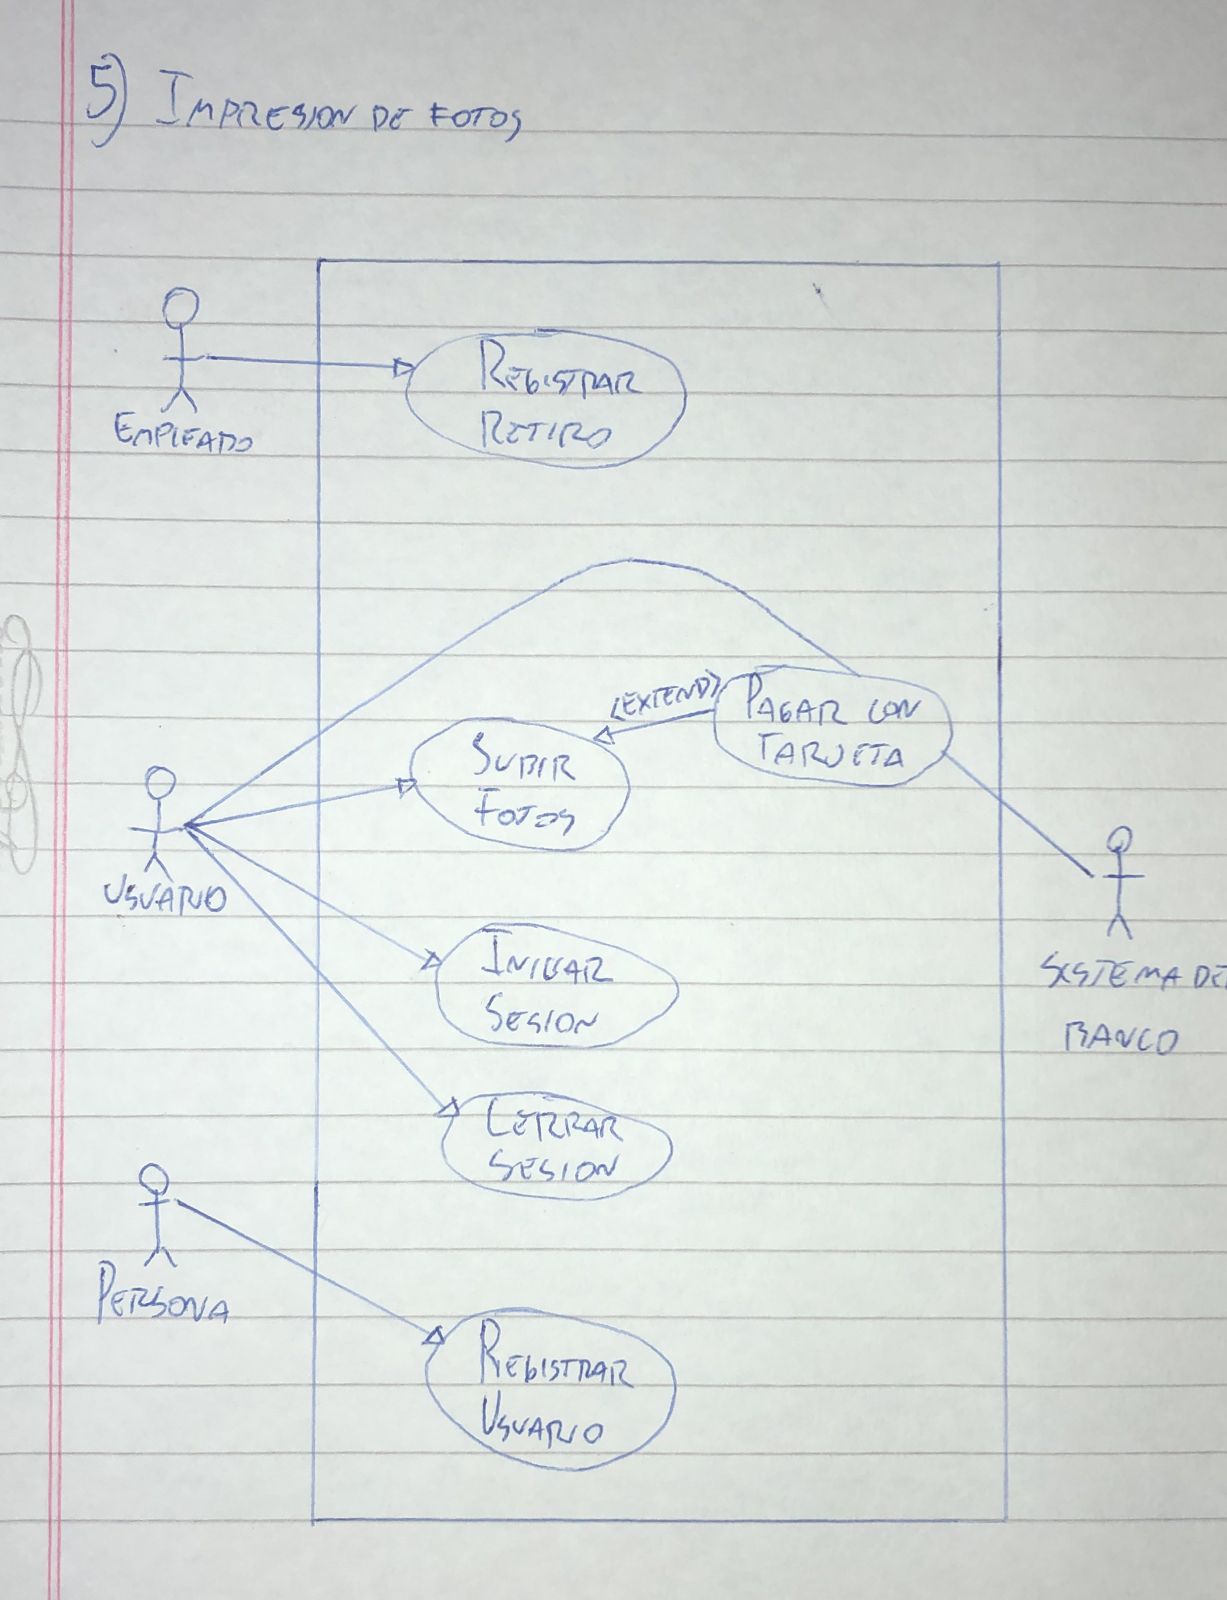 5) IMPRESION DE FOTOS
REGISTRAR
RETIRO
EMPLEADO
<EXTEND>
PAGAR CON
TARJETA
SUBIR
FOTOS
USUARIO
INICIAR
SESION
SISTEMA DE
BANCO
CERRAR
SESION
PERSONA
REGISTRAR
USUARIO